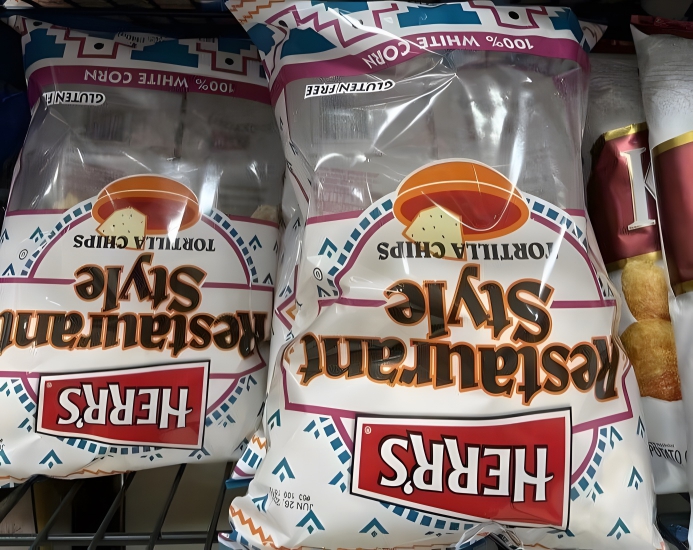 HERR'S
Restaurant
Style
TORTILLA CHIPS
GLUTEN FREE
100% WHITE CORN
HERR'S
Restaurant
Style
TORTILLA CHIPS
GLUTEN FREE
100% WHITE CORN
JUN 26